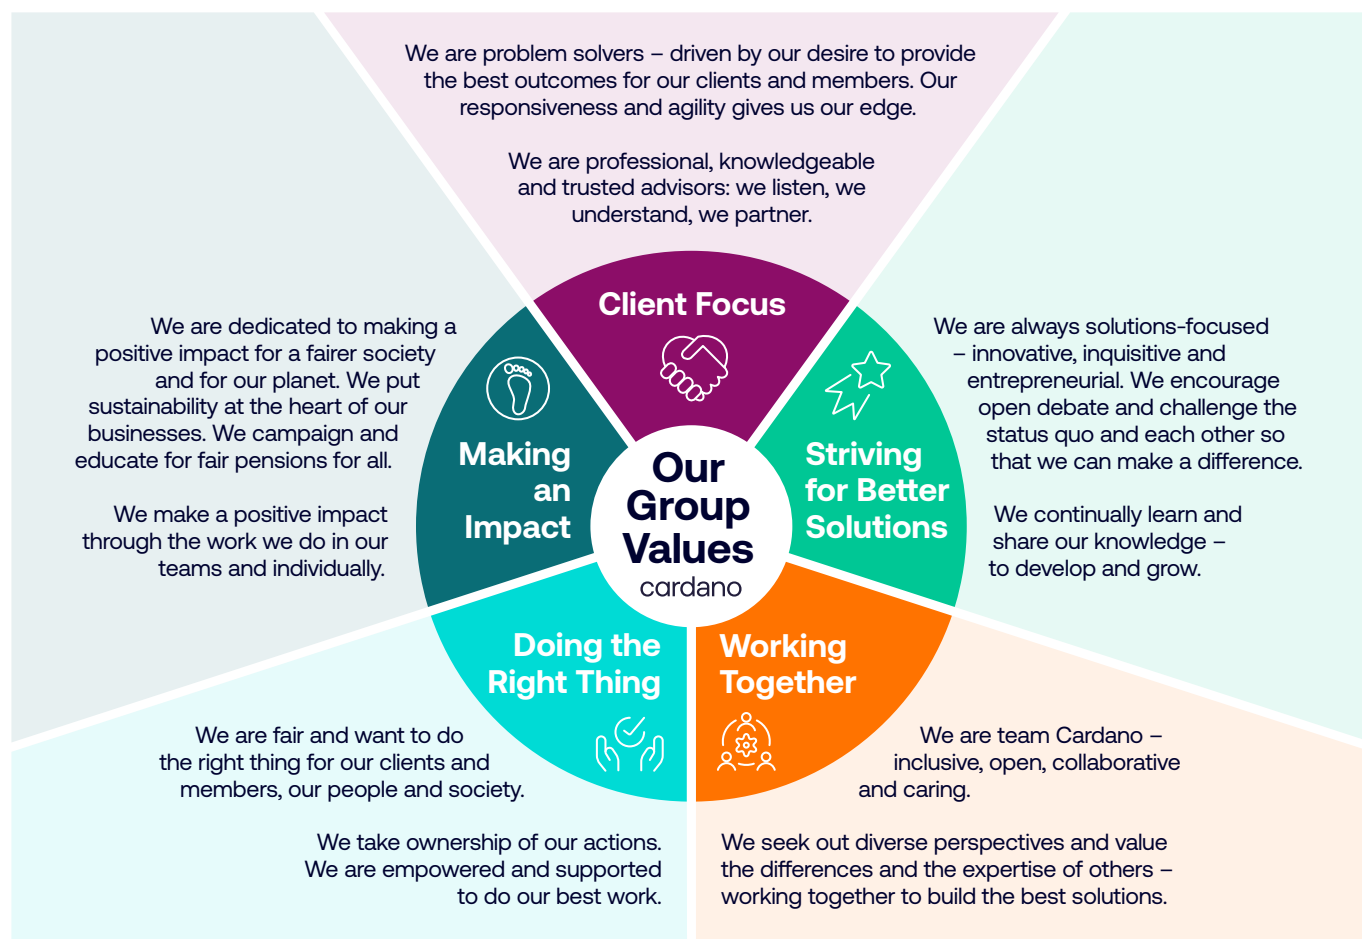 We are problem solvers – driven by our desire to provide
the best outcomes for our clients and members. Our
responsiveness and agility gives us our edge.
We are professional, knowledgeable
and trusted advisors: we listen, we
understand, we partner.
Client Focus
We are always solutions-focused
– innovative, inquisitive and
entrepreneurial. We encourage
open debate and challenge the
status quo and each other so
that we can make a difference.
We continually learn and
share our knowledge –
to develop and grow.
Striving
for Better
Solutions
We are dedicated to making a
positive impact for a fairer society
and for our planet. We put
sustainability at the heart of our
businesses. We campaign and
educate for fair pensions for all.
We make a positive impact
through the work we do in our
teams and individually.
Making
an
Impact
Our
Group
Values
cardano
Doing the
Right Thing
We are fair and want to do
the right thing for our clients and
members, our people and society.
We take ownership of our actions.
We are empowered and supported
to do our best work.
Working
Together
We are team Cardano –
inclusive, open, collaborative
and caring.
We seek out diverse perspectives and value
the differences and the expertise of others –
working together to build the best solutions.